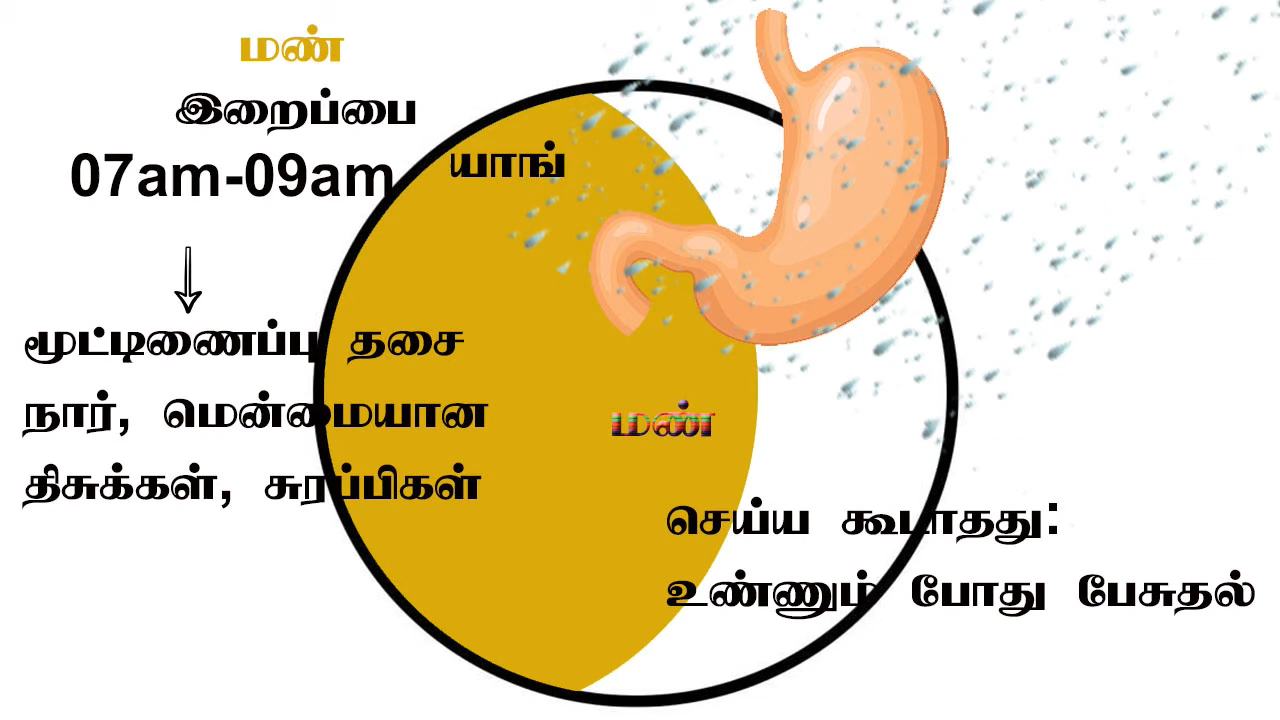 மண்
இறைப்பை
07am-09am
யாங்
மூட்டிணைப்பு தசை
நார், மென்மையான
திசுக்கள், சுரப்பிகள்
மண்
செய்ய கூடாதது:
உண்ணும் போது பேசுதல்